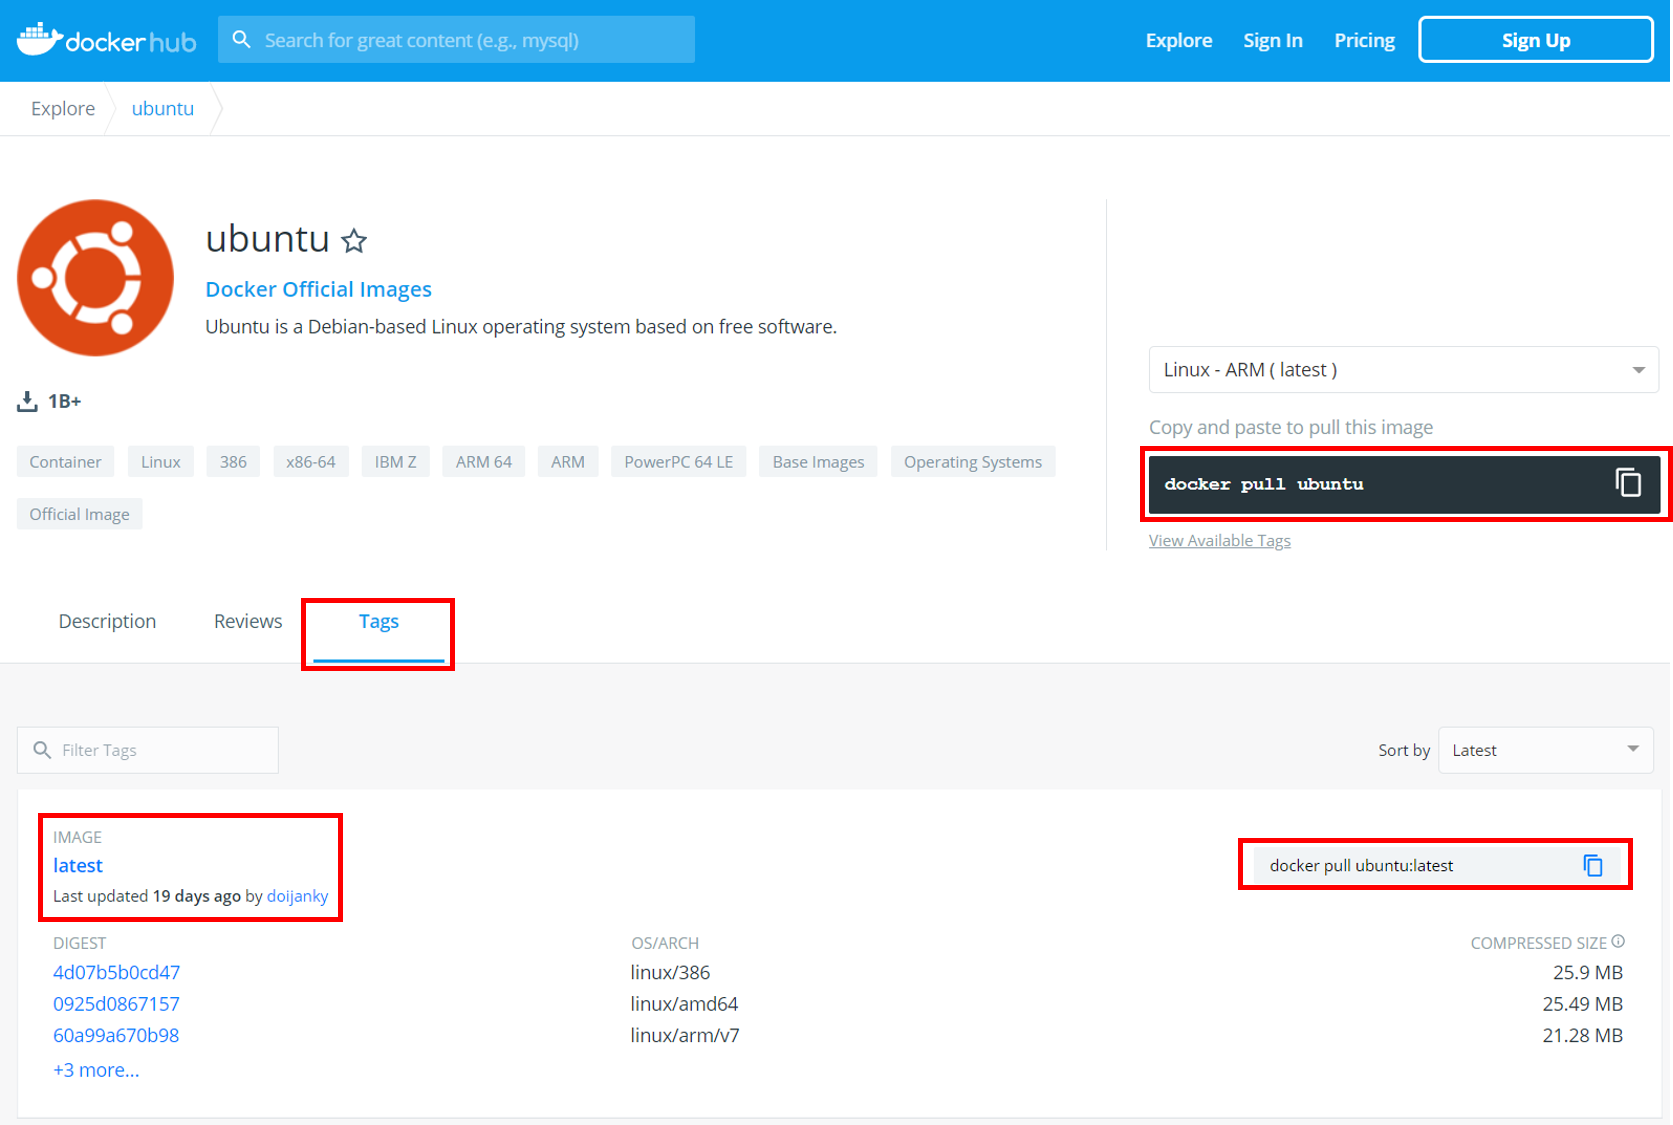 docker hub
Search for great content (e.g., mysql)
Explore
Sign In
Pricing
Sign Up
Explore
ubuntu
ubuntu
Docker Official Images
Ubuntu is a Debian-based Linux operating system based on free software.
1B+
Container
Linux
386
x86-64
IBM Z
ARM 64
ARM
PowerPC 64 LE
Base Images
Operating Systems
Official Image
Linux - ARM ( latest )
Copy and paste to pull this image
docker pull ubuntu
View Available Tags
Description
Reviews
Tags
Filter Tags
Sort by
Latest
IMAGE
latest
Last updated 19 days ago by doijanky
docker pull ubuntu:latest
DIGEST
OS/ARCH
COMPRESSED SIZE
4d07b5b0cd47
linux/386
25.9 MB
0925d0867157
linux/amd64
25.49 MB
60a99a670b98
linux/arm/v7
21.28 MB
+3 more...